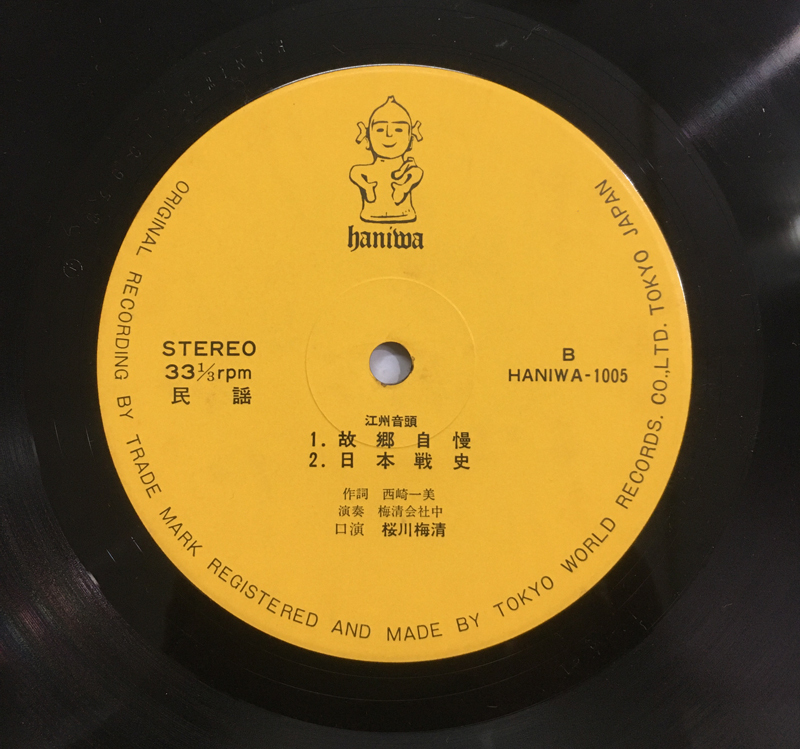 haniwa
ORIGINAL RECORDING BY TRADE MARK REGISTERED AND MADE BY TOKYO WORLD RECORDS. CO.,LTD. TOKYO JAPAN
STEREO
33⅓rpm
民 謡
B
HANIWA-1005
江州音頭
1. 故郷自慢
2. 日本戦史
作詞 西崎一美
演奏 梅清会社中
口演 桜川梅清